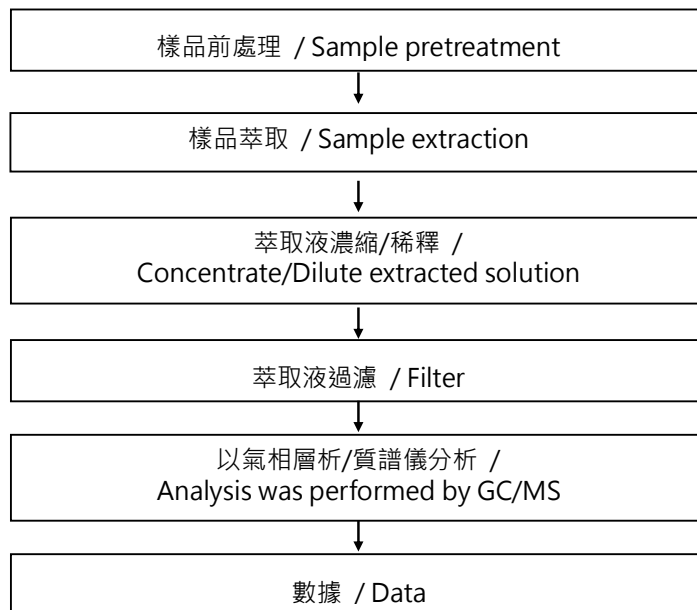 樣品前處理 / Sample pretreatment
樣品萃取 / Sample extraction
萃取液濃縮/稀釋 /
Concentrate/Dilute extracted solution
萃取液過濾 / Filter
以氣相層析/質譜儀分析 /
Analysis was performed by GC/MS
數據 / Data